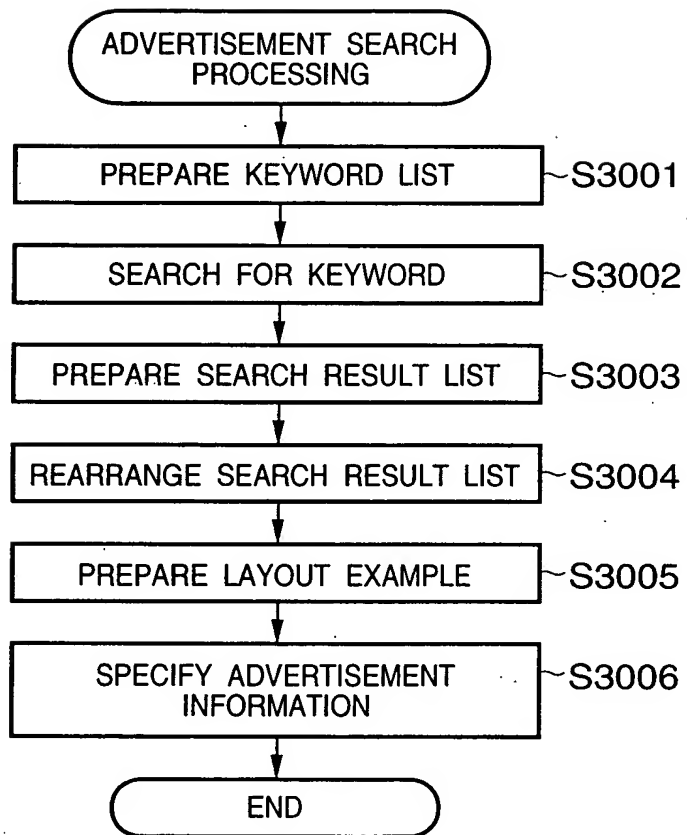 ADVERTISEMENT SEARCH
PROCESSING
PREPARE KEYWORD LIST
~S3001
SEARCH FOR KEYWORD
~S3002
PREPARE SEARCH RESULT LIST
~S3003
REARRANGE SEARCH RESULT LIST
~S3004
PREPARE LAYOUT EXAMPLE
~S3005
SPECIFY ADVERTISEMENT
INFORMATION
~S3006
END